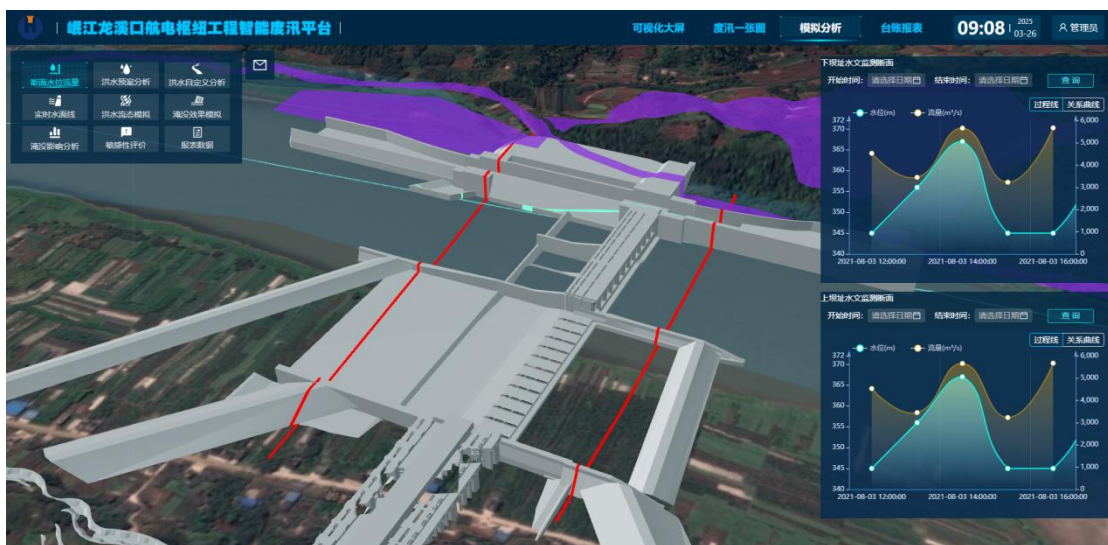 岷江龙溪口航电枢纽工程智能度汛平台
可视化大屏 度汛一张图 模拟分析 台账报表 09:08 2025 03-26 管理员
断面水位流量 洪水预案分析 洪水自定义分析
实时水面线 洪水流态模拟 淹没效果模拟
淹没影响分析 敏感性评价 报表数据
下坝址水文监测断面
开始时间: 请选择日期 结束时间: 请选择日期 查询
过程线 关系曲线
水位(m) 流量(m³/s)
372 6,000
370
365 5,000
360 4,000
355 3,000
350 2,000
345 1,000
340 0
2021-08-03 12:00:00 2021-08-03 14:00:00 2021-08-03 16:00:00
上坝址水文监测断面
开始时间: 请选择日期 结束时间: 请选择日期 查询
过程线 关系曲线
水位(m) 流量(m³/s)
372 6,000
370
365 5,000
360 4,000
355 3,000
350 2,000
345 1,000
340 0
2021-08-03 12:00:00 2021-08-03 14:00:00 2021-08-03 16:00:00